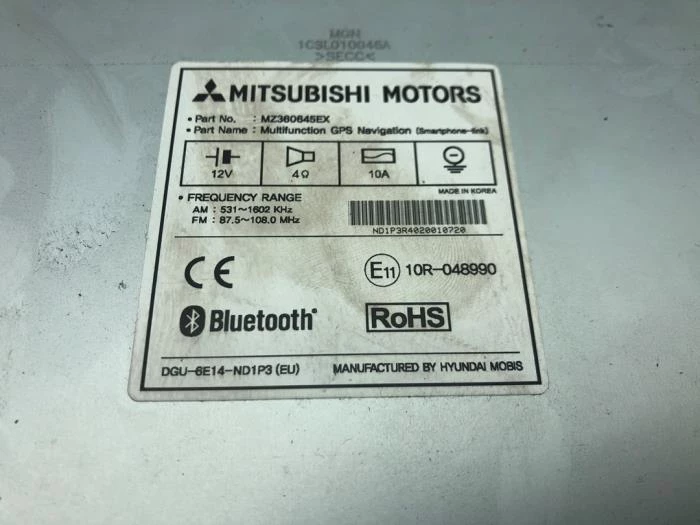 MGN
1CSL010046A
>SECC<
MITSUBISHI MOTORS
• Part No. : MZ360645EX
• Part Name : Multifunction GPS Navigation (Smartphone-link)
12V 4Ω 10A
MADE IN KOREA
• FREQUENCY RANGE
AM : 531~1602 KHz
FM : 87.5~108.0 MHz
ND1P3R4020010720
CE E11 10R-048990
Bluetooth® RoHS
DGU-6E14-ND1P3 (EU) MANUFACTURED BY HYUNDAI MOBIS